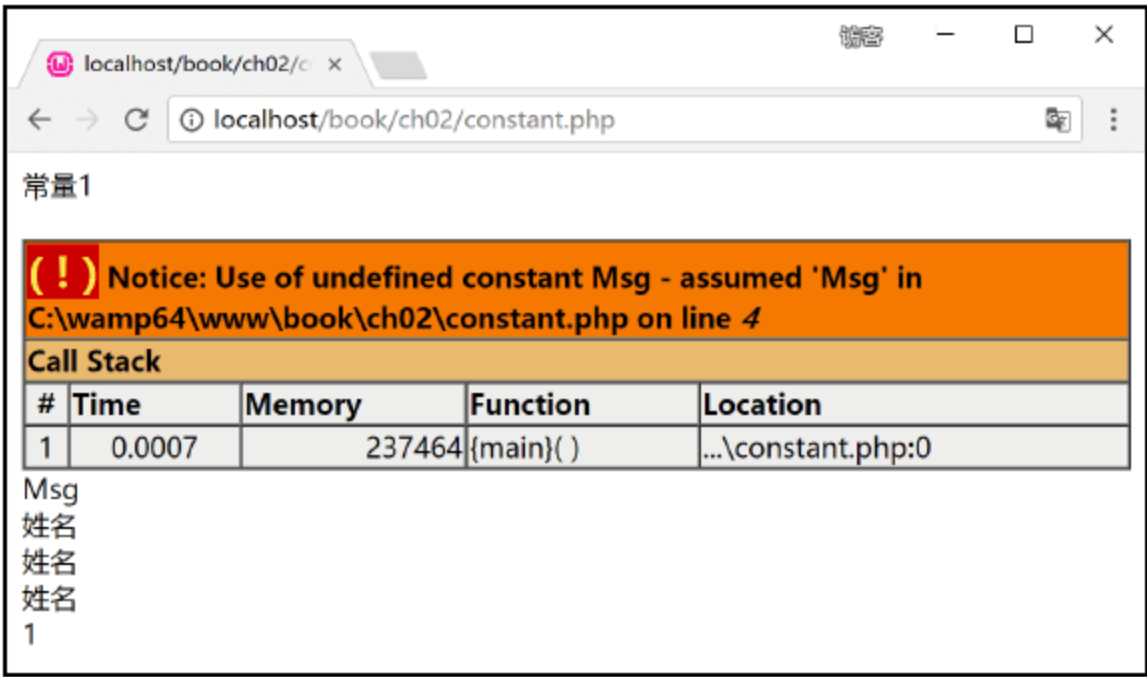 访客
localhost/book/ch02/c
localhost/book/ch02/constant.php
常量1
(!) Notice: Use of undefined constant Msg - assumed 'Msg' in
C:\wamp64\www\book\ch02\constant.php on line 4
Call Stack
# Time Memory Function Location
1 0.0007 237464 {main}( ) ...\constant.php:0
Msg
姓名
姓名
姓名
1